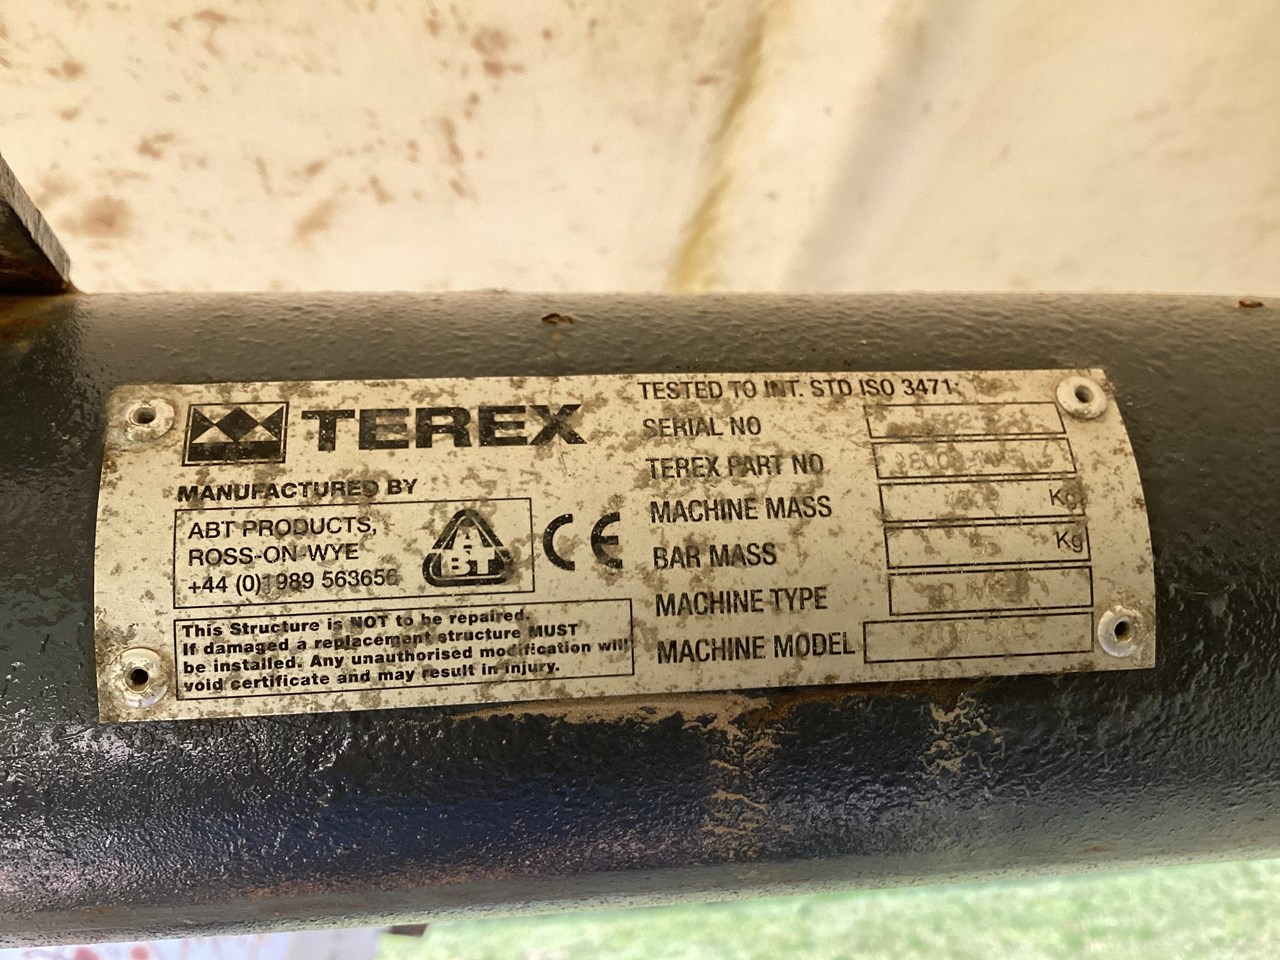 TEREX
MANUFACTURED BY
ABT PRODUCTS,
ROSS-ON-WYE
+44 (0)1989 563656
ABT
CE
This Structure is NOT to be repaired.
If damaged a replacement structure MUST
be installed. Any unauthorised modification will
void certificate and may result in injury.
TESTED TO INT. STD ISO 3471:
SERIAL NO
TEREX PART NO
MACHINE MASS Kg
BAR MASS Kg
MACHINE TYPE
MACHINE MODEL